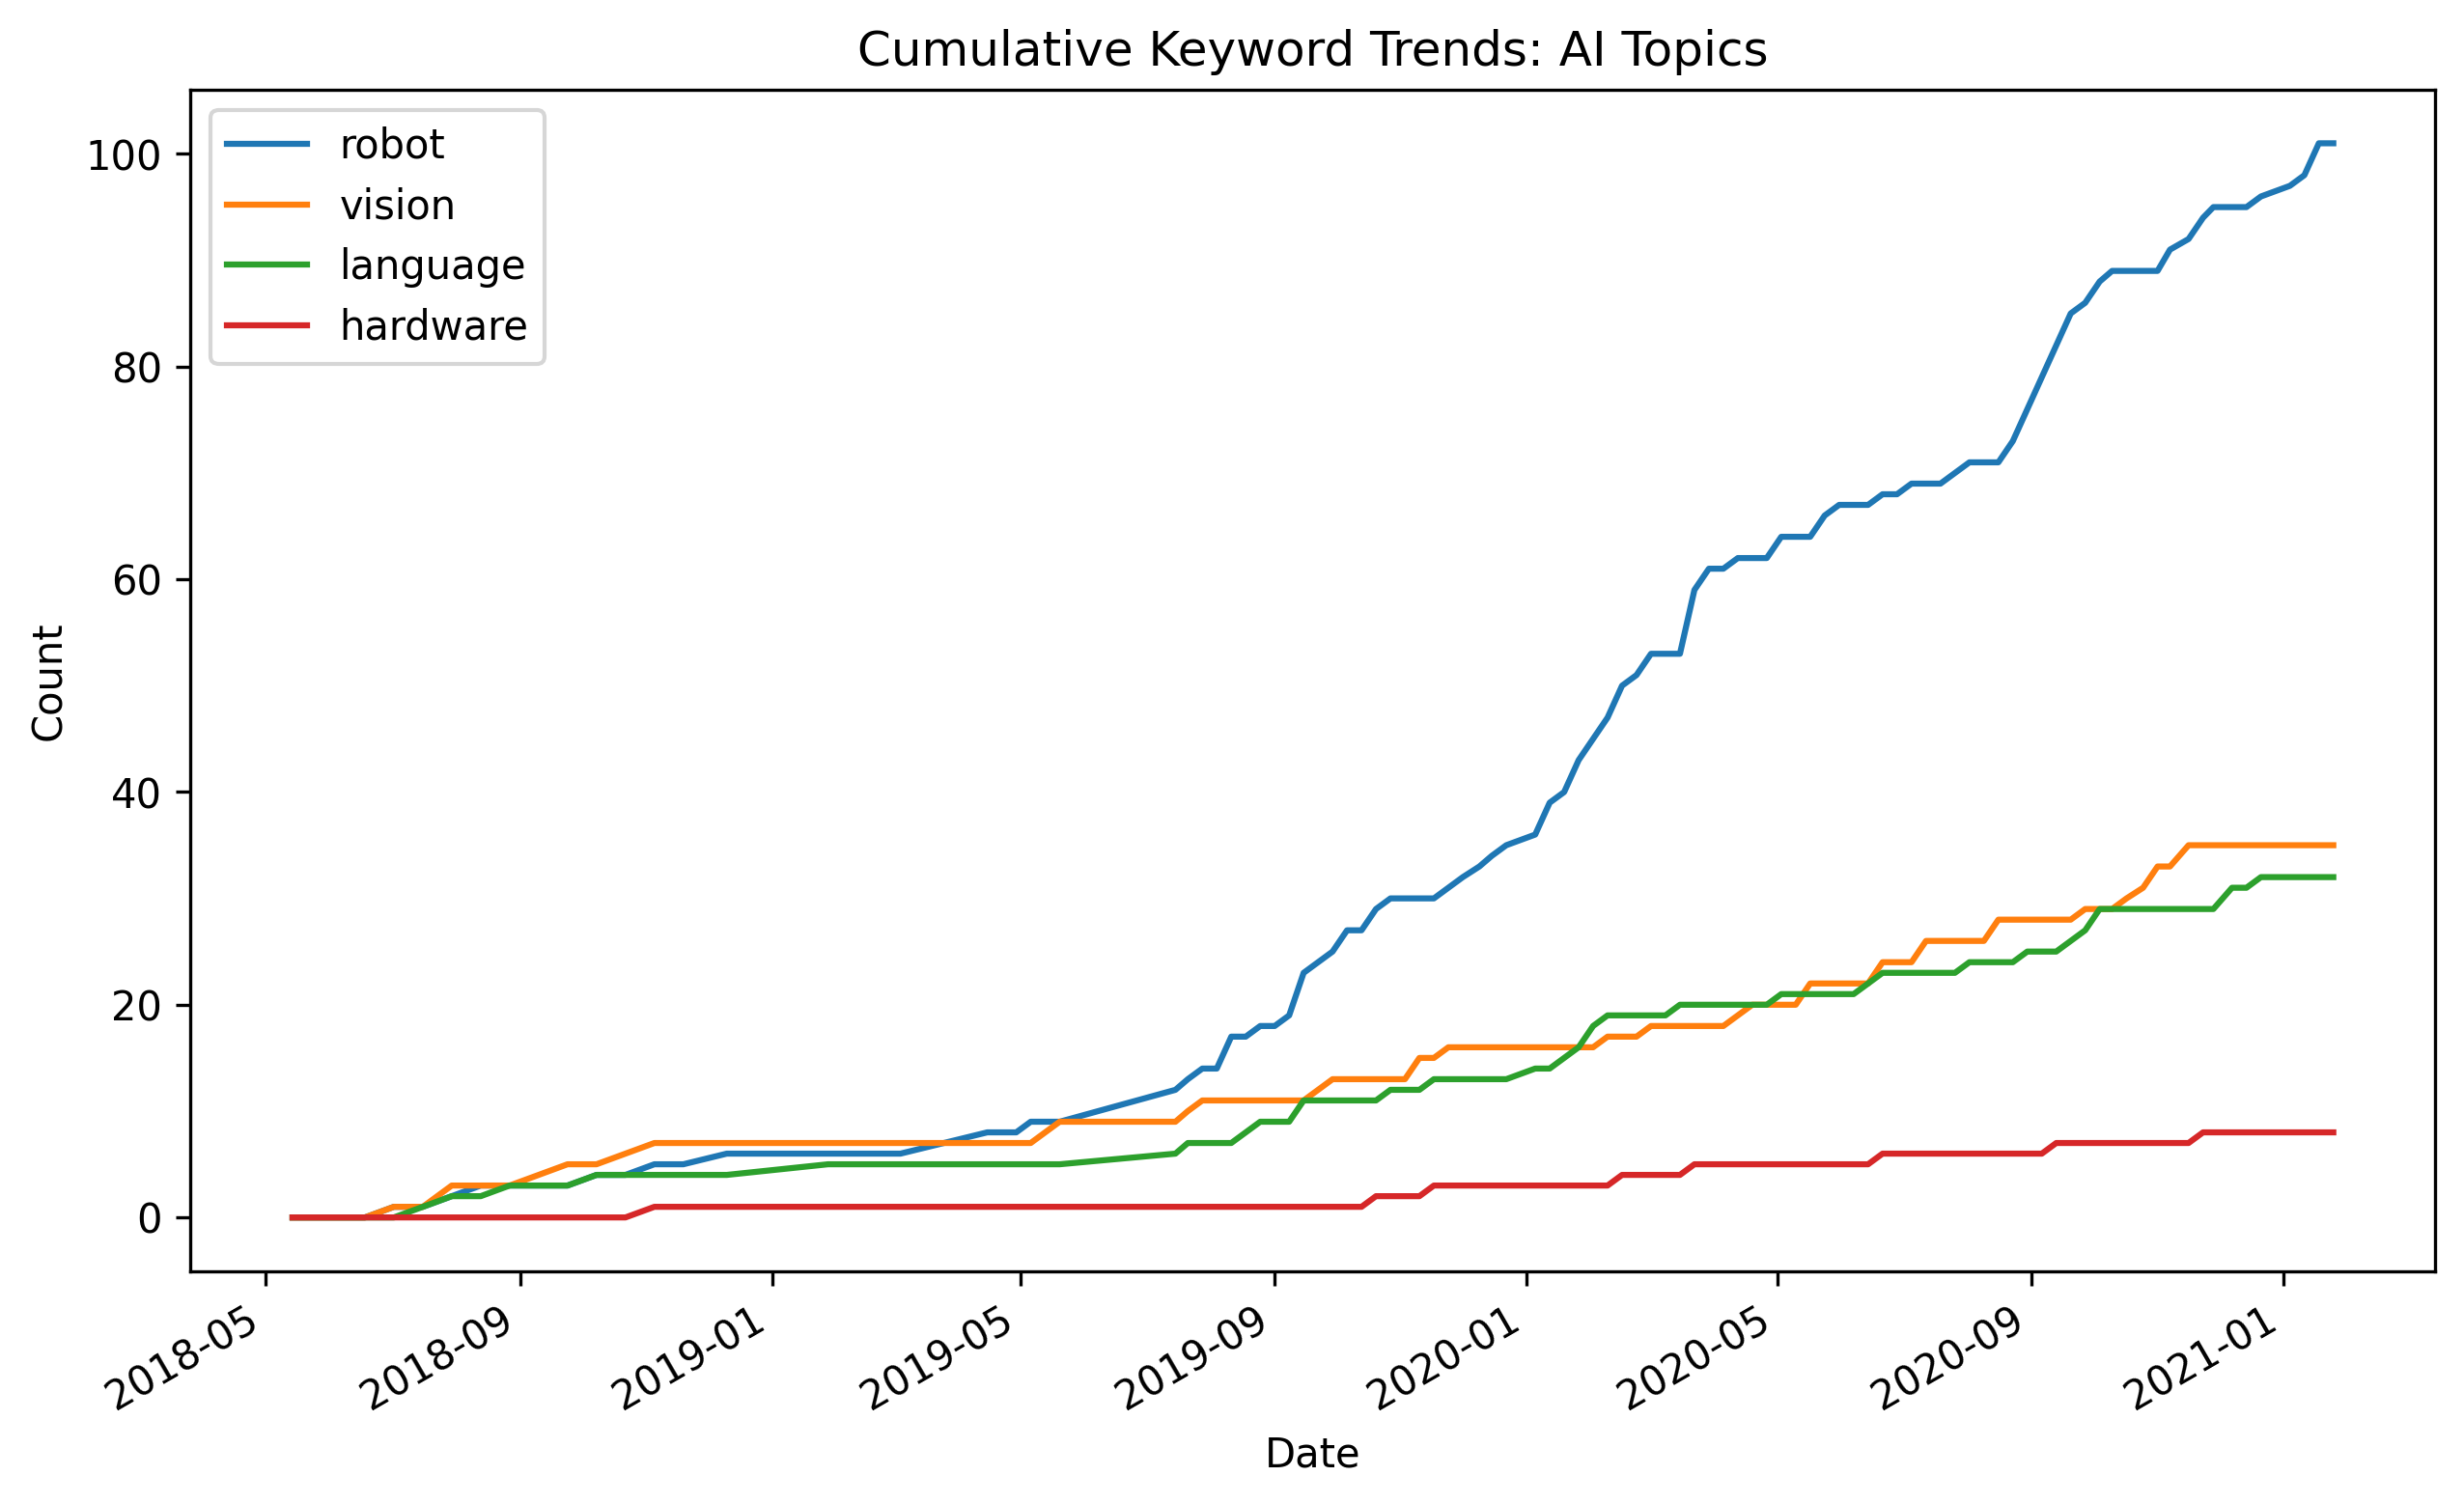 Cumulative Keyword Trends: AI Topics
robot
vision
language
hardware
100
80
60
40
20
0
Count
2018-05
2018-09
2019-01
2019-05
2019-09
2020-01
2020-05
2020-09
2021-01
Date